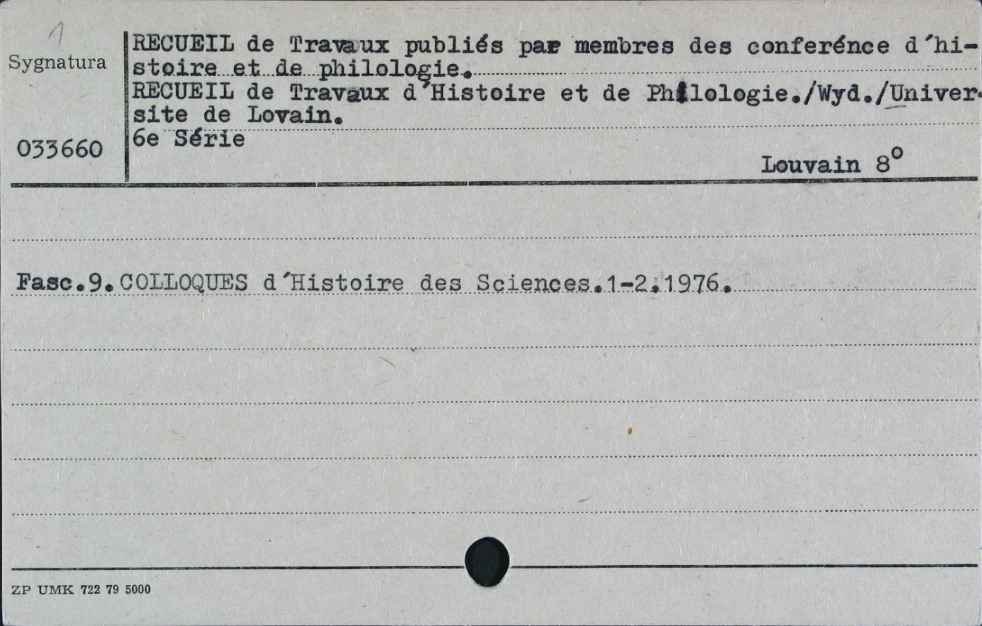 1
Sygnatura
033660
RECUEIL de Travaux publiés par membres des conferénce d´hi-
stoire et de philologie.
RECUEIL de Travaux d´Histoire et de Philologie./Wyd./Univer-
site de Lovain.
6e Série
Louvain 8º
Fasc.9.COLLOQUES d´Histoire des Sciences.1-2.1976.
ZP UMK 722 79 5000